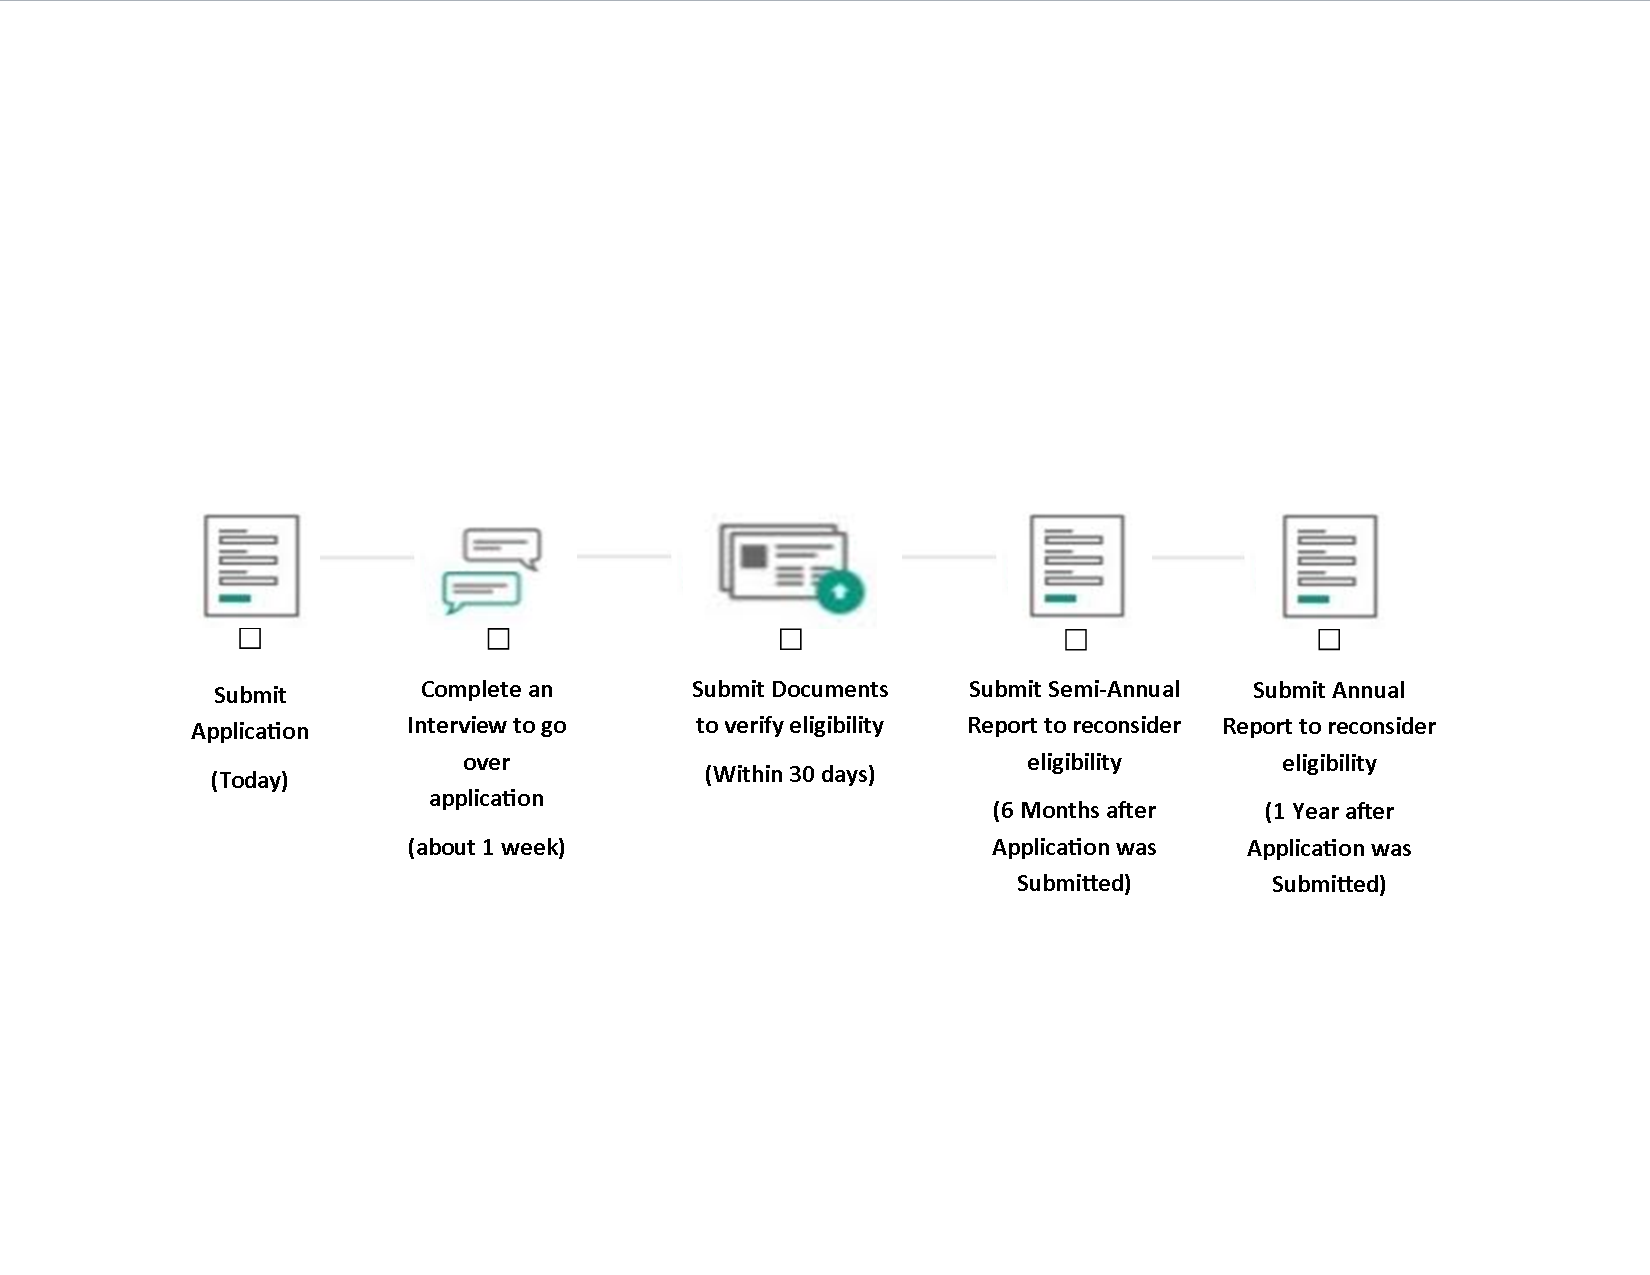 Submit
Application
(Today)
Complete an
Interview to go
over
application
(about 1 week)
Submit Documents
to verify eligibility
(Within 30 days)
Submit Semi-Annual
Report to reconsider
eligibility
(6 Months after
Application was
Submitted)
Submit Annual
Report to reconsider
eligibility
(1 Year after
Application was
Submitted)